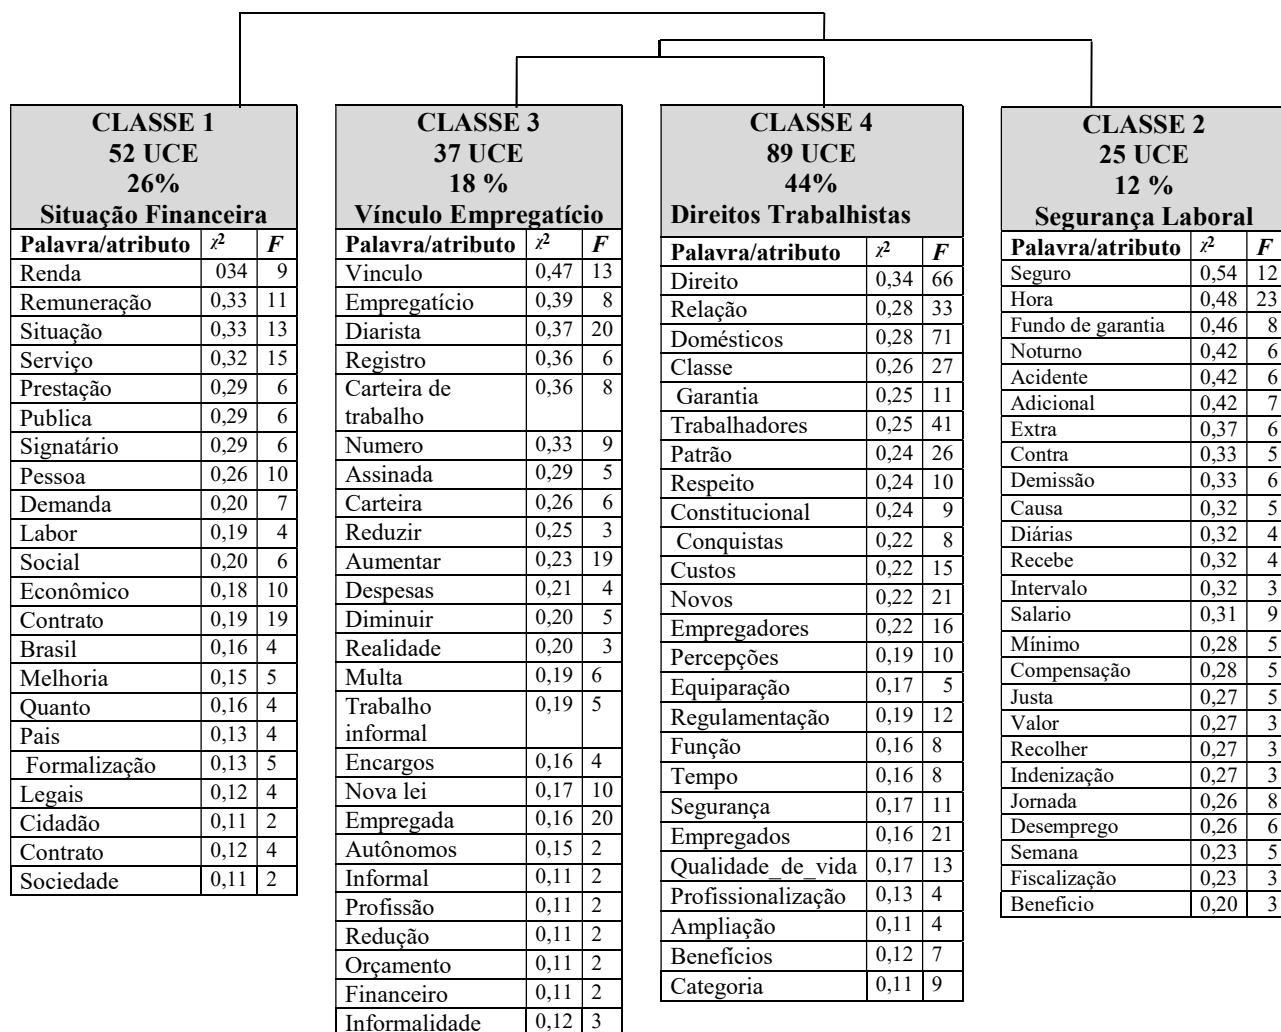 CLASSE 1
52 UCE
26%
Situação Financeira
Palavra/atributo χ² F
Renda 034 9
Remuneração 0,33 11
Situação 0,33 13
Serviço 0,32 15
Prestação 0,29 6
Publica 0,29 6
Signatário 0,29 6
Pessoa 0,26 10
Demanda 0,20 7
Labor 0,19 4
Social 0,20 6
Econômico 0,18 10
Contrato 0,19 19
Brasil 0,16 4
Melhoria 0,15 5
Quanto 0,16 4
Pais 0,13 4
Formalização 0,13 5
Legais 0,12 4
Cidadão 0,11 2
Contrato 0,12 4
Sociedade 0,11 2
CLASSE 3
37 UCE
18 %
Vínculo Empregatício
Palavra/atributo χ² F
Vinculo 0,47 13
Empregatício 0,39 8
Diarista 0,37 20
Registro 0,36 6
Carteira de 0,36 8
trabalho
Numero 0,33 9
Assinada 0,29 5
Carteira 0,26 6
Reduzir 0,25 3
Aumentar 0,23 19
Despesas 0,21 4
Diminuir 0,20 5
Realidade 0,20 3
Multa 0,19 6
Trabalho 0,19 5
informal
Encargos 0,16 4
Nova lei 0,17 10
Empregada 0,16 20
Autônomos 0,15 2
Informal 0,11 2
Profissão 0,11 2
Redução 0,11 2
Orçamento 0,11 2
Financeiro 0,11 2
Informalidade 0,12 3
CLASSE 4
89 UCE
44%
Direitos Trabalhistas
Palavra/atributo χ² F
Direito 0,34 66
Relação 0,28 33
Domésticos 0,28 71
Classe 0,26 27
Garantia 0,25 11
Trabalhadores 0,25 41
Patrão 0,24 26
Respeito 0,24 10
Constitucional 0,24 9
Conquistas 0,22 8
Custos 0,22 15
Novos 0,22 21
Empregadores 0,22 16
Percepções 0,19 10
Equiparação 0,17 5
Regulamentação 0,19 12
Função 0,16 8
Tempo 0,16 8
Segurança 0,17 11
Empregados 0,16 21
Qualidade_de_vida 0,17 13
Profissionalização 0,13 4
Ampliação 0,11 4
Benefícios 0,12 7
Categoria 0,11 9
CLASSE 2
25 UCE
12 %
Segurança Laboral
Palavra/atributo χ² F
Seguro 0,54 12
Hora 0,48 23
Fundo de garantia 0,46 8
Noturno 0,42 6
Acidente 0,42 6
Adicional 0,42 7
Extra 0,37 6
Contra 0,33 5
Demissão 0,33 6
Causa 0,32 5
Diárias 0,32 4
Recebe 0,32 4
Intervalo 0,32 3
Salario 0,31 9
Mínimo 0,28 5
Compensação 0,28 5
Justa 0,27 5
Valor 0,27 3
Recolher 0,27 3
Indenização 0,27 3
Jornada 0,26 8
Desemprego 0,26 6
Semana 0,23 5
Fiscalização 0,23 3
Beneficio 0,20 3